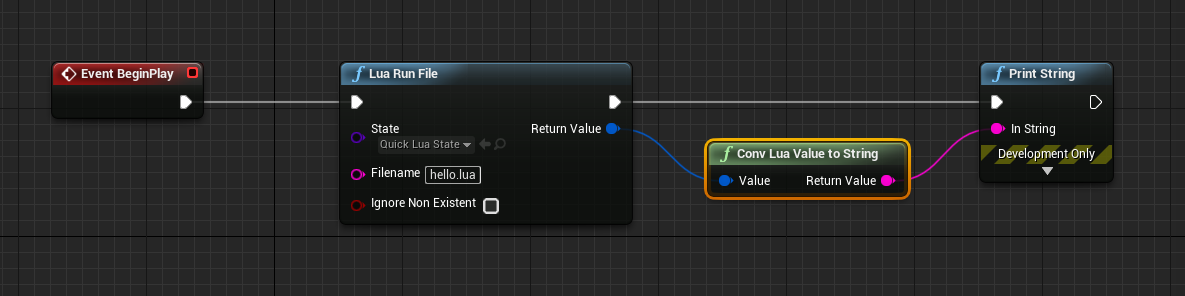 Event BeginPlay
f Lua Run File
State
Quick Lua State
Return Value
Filename hello.lua
Ignore Non Existent
f Conv Lua Value to String
Value Return Value
f Print String
In String
Development Only